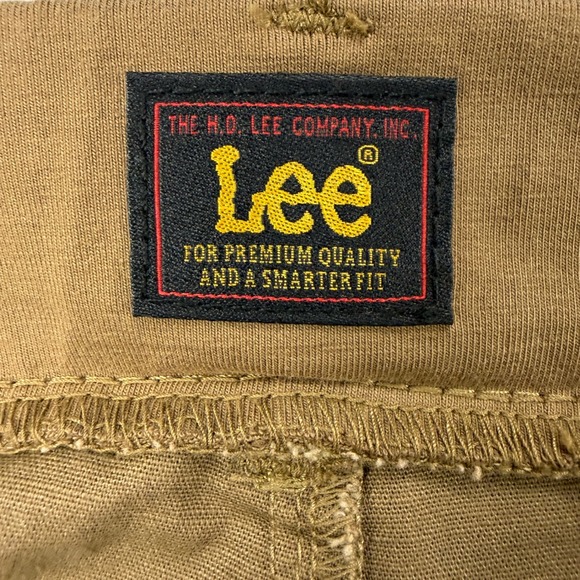 THE H.D. LEE COMPANY, INC.
Lee®
FOR PREMIUM QUALITY
AND A SMARTER FIT